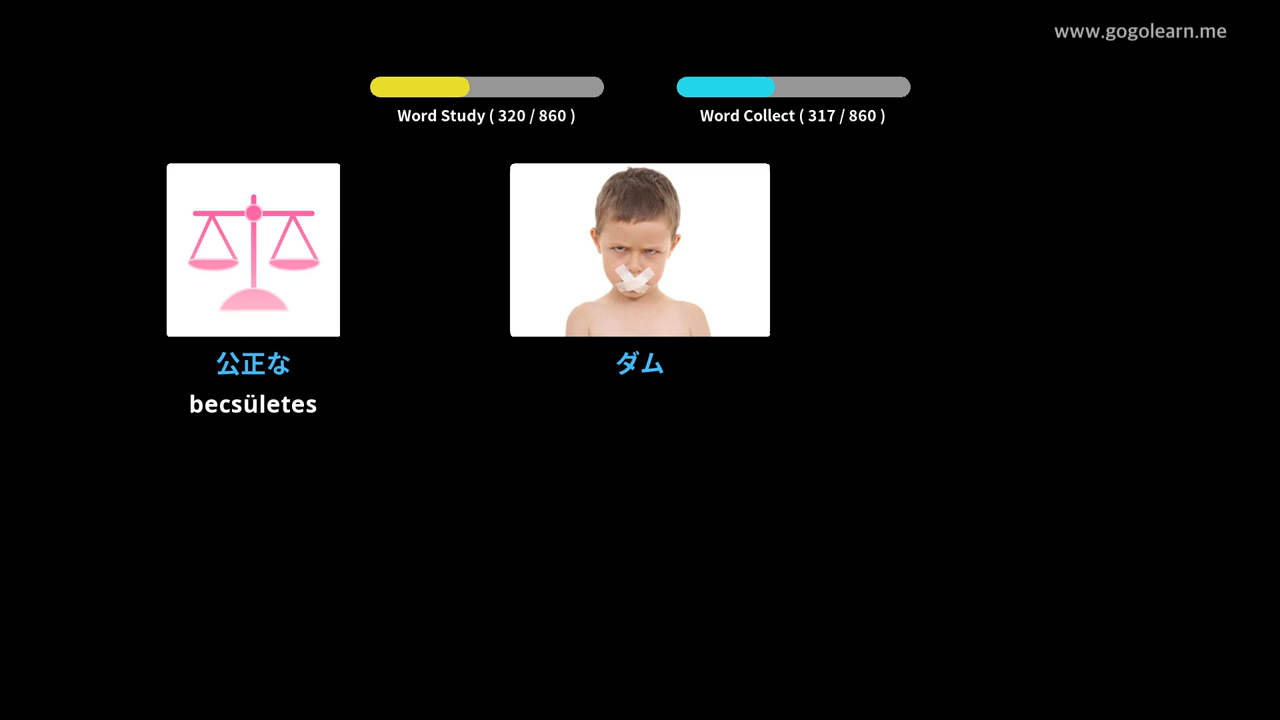 www.gogolearn.me
Word Study ( 320 / 860 )
Word Collect ( 317 / 860 )
公正な
ダム
becsületes